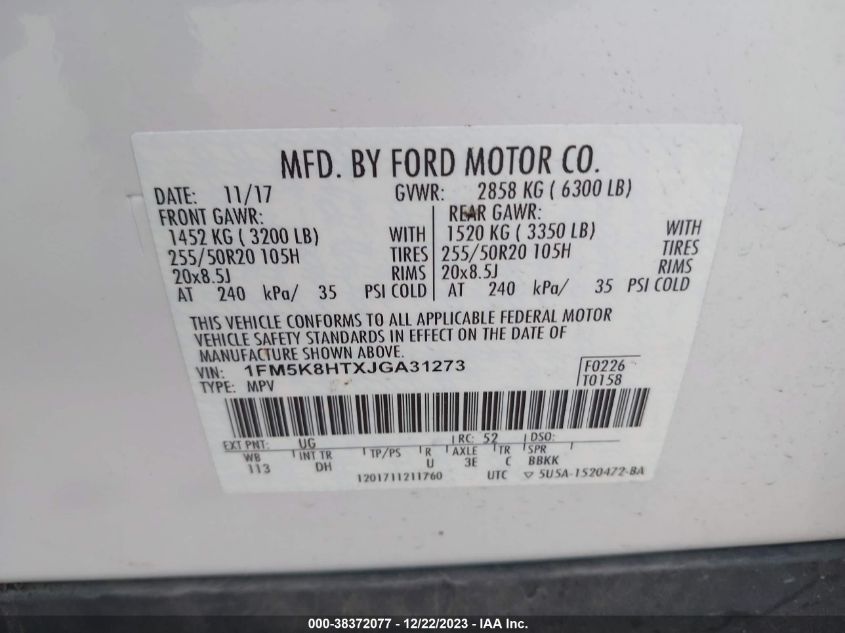 MFD. BY FORD MOTOR CO.
DATE: 11/17 GVWR: 2858 KG ( 6300 LB)
FRONT GAWR: REAR GAWR:
1452 KG ( 3200 LB) WITH 1520 KG ( 3350 LB) WITH
255/50R20 105H TIRES 255/50R20 105H TIRES
20x8.5J RIMS 20x8.5J RIMS
AT 240 kPa/ 35 PSI COLD AT 240 kPa/ 35 PSI COLD
THIS VEHICLE CONFORMS TO ALL APPLICABLE FEDERAL MOTOR
VEHICLE SAFETY STANDARDS IN EFFECT ON THE DATE OF
MANUFACTURE SHOWN ABOVE.
VIN: 1FM5K8HTXJGA31273 F0226
TYPE: MPV T0158
EXT PNT: UG RC: 52 DSO:
WB INT TR TP/PS R AXLE TR SPR
113 DH U 3E C BBKK
1201711211760 UTC ▽ 5U5A-1520472-BA
000-38372077 - 12/22/2023 - IAA Inc.